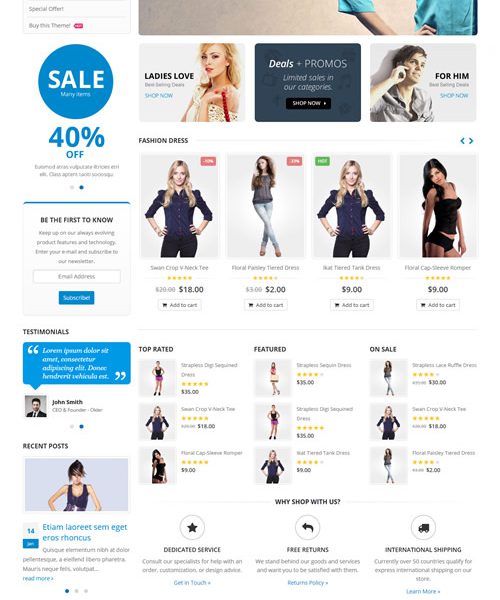 Special Offer!
Buy this Theme! HOT
SALE
Many items
40%
OFF
Euismod atras vulputate iltricies etri
elit. Class aptent taciti sociosqu.
BE THE FIRST TO KNOW
Keep up on our always evolving
product features and technology.
Enter your e-mail and subscribe to
our newsletter.
Email Address
Subscribe!
TESTIMONIALS
“ Lorem ipsum dolor sit
amet, consectetur
adipiscing elit. Donec
hendrerit vehicula est. ”
John Smith
CEO & Founder - Okler
RECENT POSTS
14
Jan
Etiam laoreet sem eget
eros rhoncus
Quisque elementum nibh at dolor
pellentesque, a eleifend libero pharetra.
Mauris neque felis, volutpat...
read more
LADIES LOVE
Best Selling Deals
SHOP NOW
Deals + PROMOS
Limited sales in
our categories.
SHOP NOW
FOR HIM
Best Selling Deals
SHOP NOW
FASHION DRESS
-10%
Swan Crop V-Neck Tee
$20.00 $18.00
Add to cart
-33%
Floral Paisley Tiered Dress
$3.00 $2.00
Add to cart
HOT
Ikat Tiered Tank Dress
$9.00
Add to cart
Floral Cap-Sleeve Romper
$9.00
Add to cart
TOP RATED
Strapless Digi Sequined
Dress
$35.00
Swan Crop V-Neck Tee
$20.00 $18.00
Floral Cap-Sleeve Romper
$9.00
FEATURED
Strapless Sequin Dress
$35.00
Strapless Digi Sequined
Dress
$35.00
Ikat Tiered Tank Dress
$9.00
ON SALE
Strapless Lace Ruffle Dress
$35.00 $30.00
Swan Crop V-Neck Tee
$20.00 $18.00
Floral Paisley Tiered Dress
$3.00 $2.00
WHY SHOP WITH US?
DEDICATED SERVICE
Consult our specialists for help with an
order, customization, or design advice.
Get in Touch »
FREE RETURNS
We stand behind our goods and services
and want you to be satisfied with them.
Returns Policy »
INTERNATIONAL SHIPPING
Currently over 50 countries qualify for
express international shipping on our
store.
Learn More »